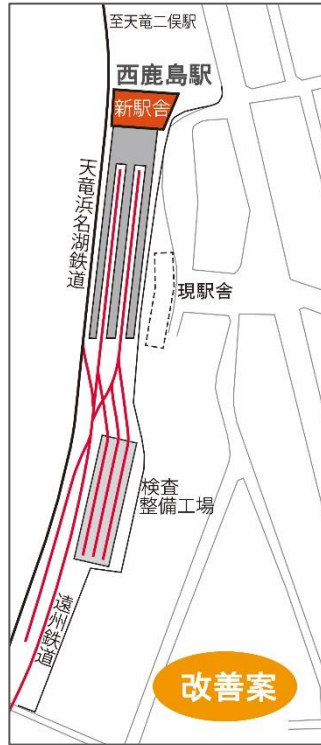 至天竜二俣駅
西鹿島駅
新駅舎
天竜浜名湖鉄道
現駅舎
検査
整備工場
遠州鉄道
改善案